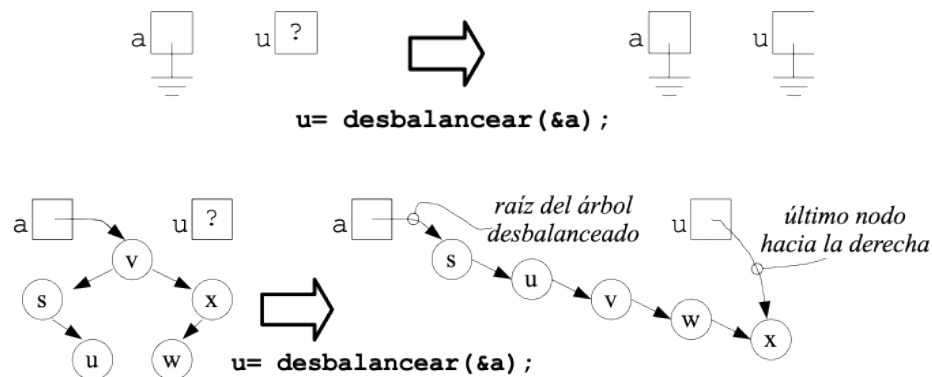 a u ? a u
u= desbalancear(&a);
a u ? a raíz del árbol u último nodo
desbalanceado hacia la derecha
v s
s x u
v
w
u w x
u= desbalancear(&a);